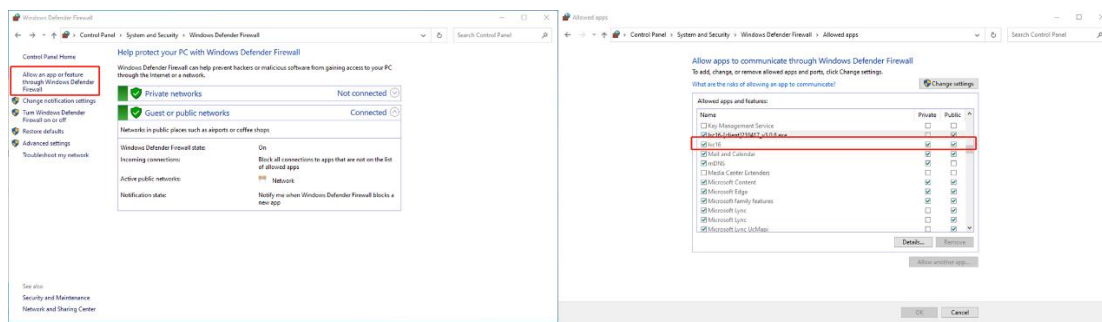 Windows Defender Firewall
Control Panel > System and Security > Windows Defender Firewall
Search Control Panel
Control Panel Home
Allow an app or feature
through Windows Defender
Firewall
Change notification settings
Turn Windows Defender
Firewall on or off
Restore defaults
Advanced settings
Troubleshoot my network
See also
Security and Maintenance
Network and Sharing Center
Help protect your PC with Windows Defender Firewall
Windows Defender Firewall can help prevent hackers or malicious software from gaining access to your PC
through the Internet or a network.
Private networks Not connected
Guest or public networks Connected
Networks in public places such as airports or coffee shops
Windows Defender Firewall state: On
Incoming connections: Block all connections to apps that are not on the list
of allowed apps
Active public networks: Network
Notification state: Notify me when Windows Defender Firewall blocks a
new app
Allowed apps
Control Panel > System and Security > Windows Defender Firewall > Allowed apps
Search Control Panel
Allow apps to communicate through Windows Defender Firewall
To add, change, or remove allowed apps and ports, click Change settings.
What are the risks of allowing an app to communicate?
Change settings
Allowed apps and features:
Name Private Public
Key Management Service
Mail and Calendar
mDNS
Media Center Extenders
Microsoft Content
Microsoft Edge
Microsoft family features
Microsoft Lync
Microsoft Lync
Microsoft Lync UcMapi
Details... Remove
Allow another app...
OK Cancel